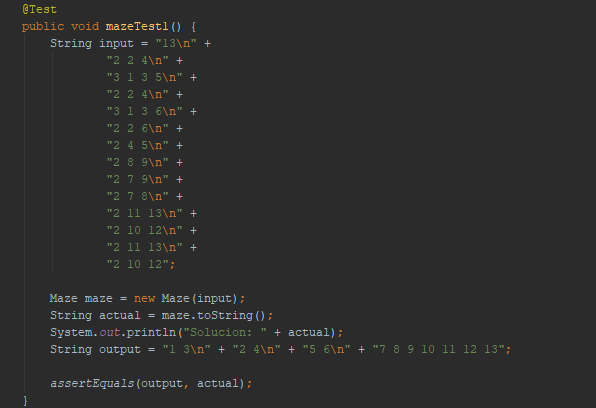 @Test
public void mazeTest1() {
String input = "13\n" +
"2 2 4\n" +
"3 1 3 5\n" +
"2 2 4\n" +
"3 1 3 6\n" +
"2 2 6\n" +
"2 4 5\n" +
"2 8 9\n" +
"2 7 9\n" +
"2 7 8\n" +
"2 11 13\n" +
"2 10 12\n" +
"2 11 13\n" +
"2 10 12";
Maze maze = new Maze(input);
String actual = maze.toString();
System.out.println("Solucion: " + actual);
String output = "1 3\n" + "2 4\n" + "5 6\n" + "7 8 9 10 11 12 13";
assertEquals(output, actual);
}